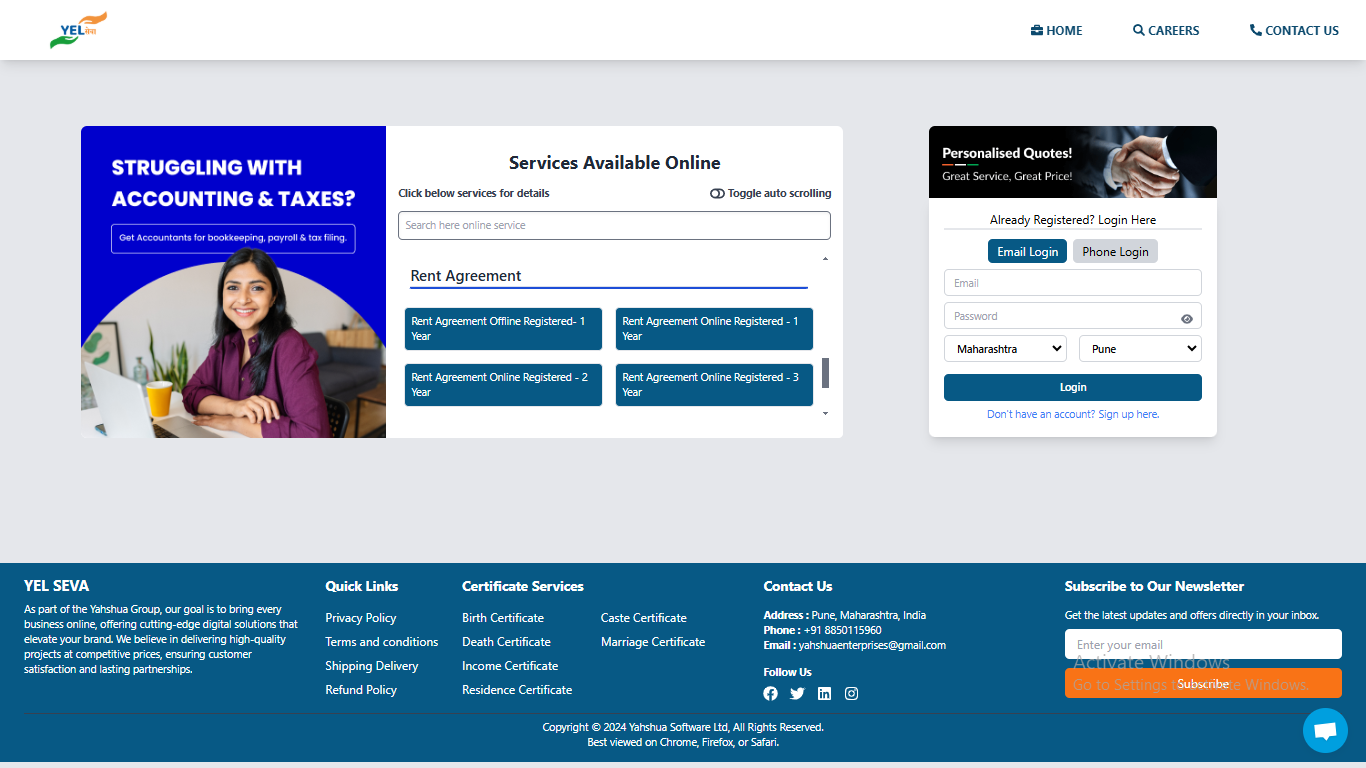 YEL सेवा
HOME
CAREERS
CONTACT US
STRUGGLING WITH
ACCOUNTING & TAXES?
Get Accountants for bookkeeping, payroll & tax filing.
Services Available Online
Click below services for details
Toggle auto scrolling
Search here online service
Rent Agreement
Rent Agreement Offline Registered- 1
Year
Rent Agreement Online Registered - 1
Year
Rent Agreement Online Registered - 2
Year
Rent Agreement Online Registered - 3
Year
Personalised Quotes!
Great Service, Great Price!
Already Registered? Login Here
Email Login
Phone Login
Email
Password
Maharashtra
Pune
Login
Don't have an account? Sign up here.
YEL SEVA
As part of the Yahshua Group, our goal is to bring every
business online, offering cutting-edge digital solutions that
elevate your brand. We believe in delivering high-quality
projects at competitive prices, ensuring customer
satisfaction and lasting partnerships.
Quick Links
Privacy Policy
Terms and conditions
Shipping Delivery
Refund Policy
Certificate Services
Birth Certificate
Caste Certificate
Death Certificate
Marriage Certificate
Income Certificate
Residence Certificate
Contact Us
Address : Pune, Maharashtra, India
Phone : +91 8850115960
Email : yahshuaenterprises@gmail.com
Follow Us
Subscribe to Our Newsletter
Get the latest updates and offers directly in your inbox.
Enter your email
Activate Windows
Go to Settings to activate Windows.
Subscribe
Copyright © 2024 Yahshua Software Ltd, All Rights Reserved.
Best viewed on Chrome, Firefox, or Safari.